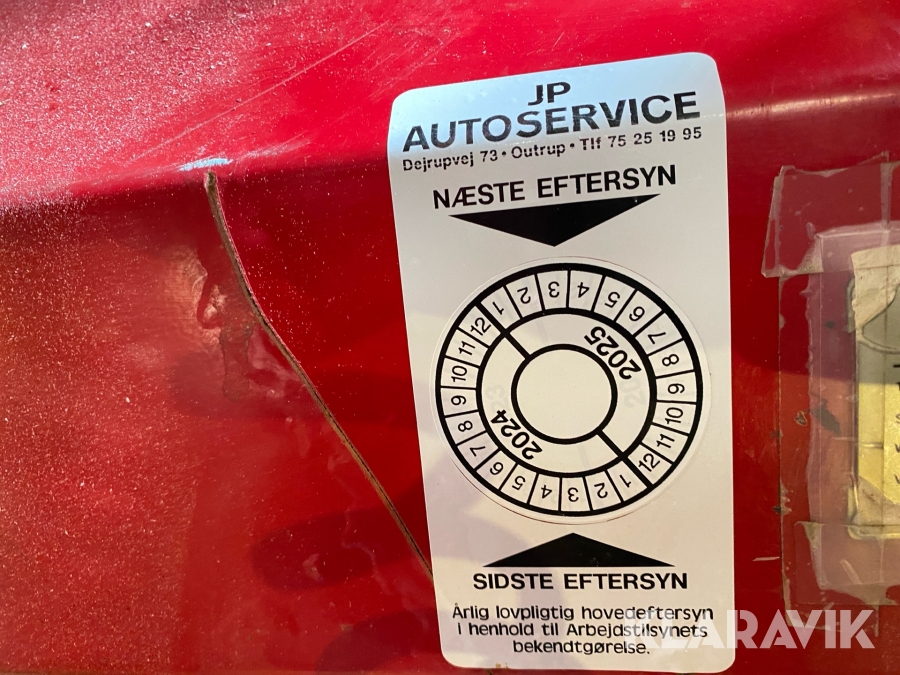 JP
AUTOSERVICE
Dejrupvej 73 • Outrup • Tlf 75 25 19 95
NÆSTE EFTERSYN
1 2 3 4 5 6 7 8 9 10 11 12
2025
2024
1 2 3 4 5 6 7 8 9 10 11 12
SIDSTE EFTERSYN
Årlig lovpligtig hovedeftersyn
i henhold til Arbejdstilsynets
bekendtgørelse.
KLARAVIK